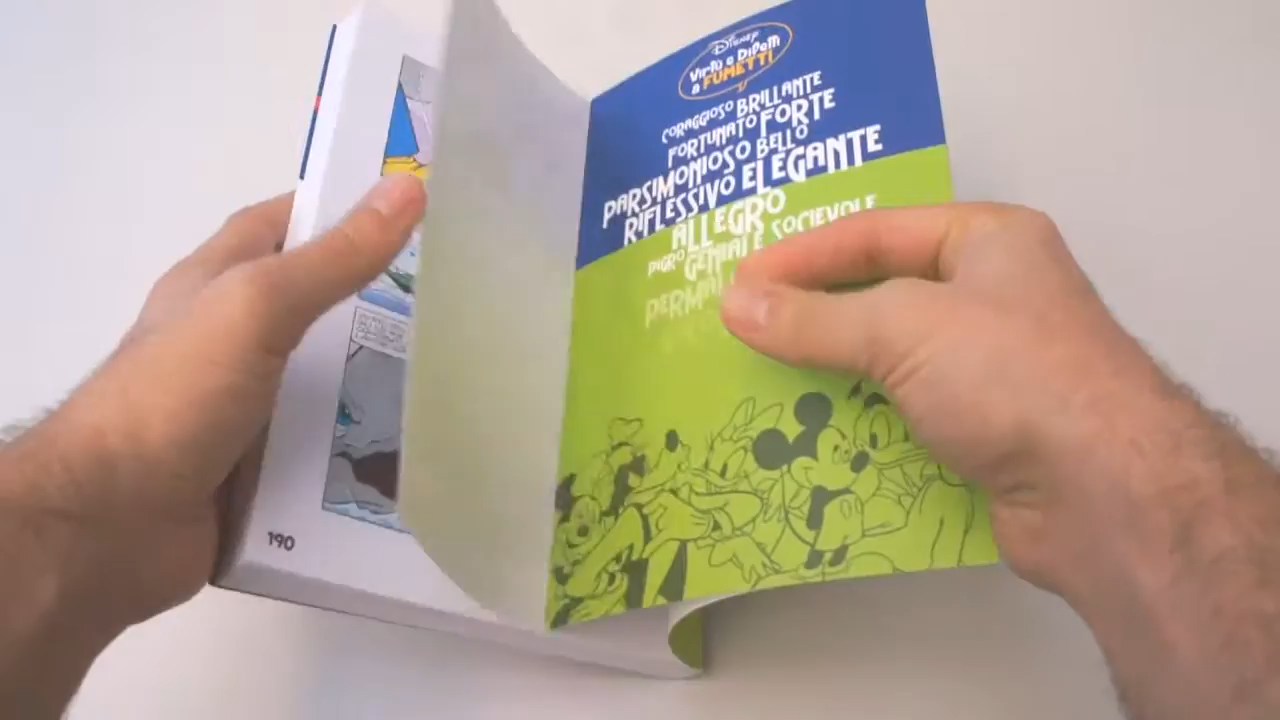 Disney
Virtù e Difetti
a FUMETTI
CORAGGIOSO BRILLANTE
FORTUNATO FORTE
PARSIMONIOSO BELLO
RIFLESSIVO ELEGANTE
ALLEGRO
PIGRO GENIALE SOCIEVOLE
190